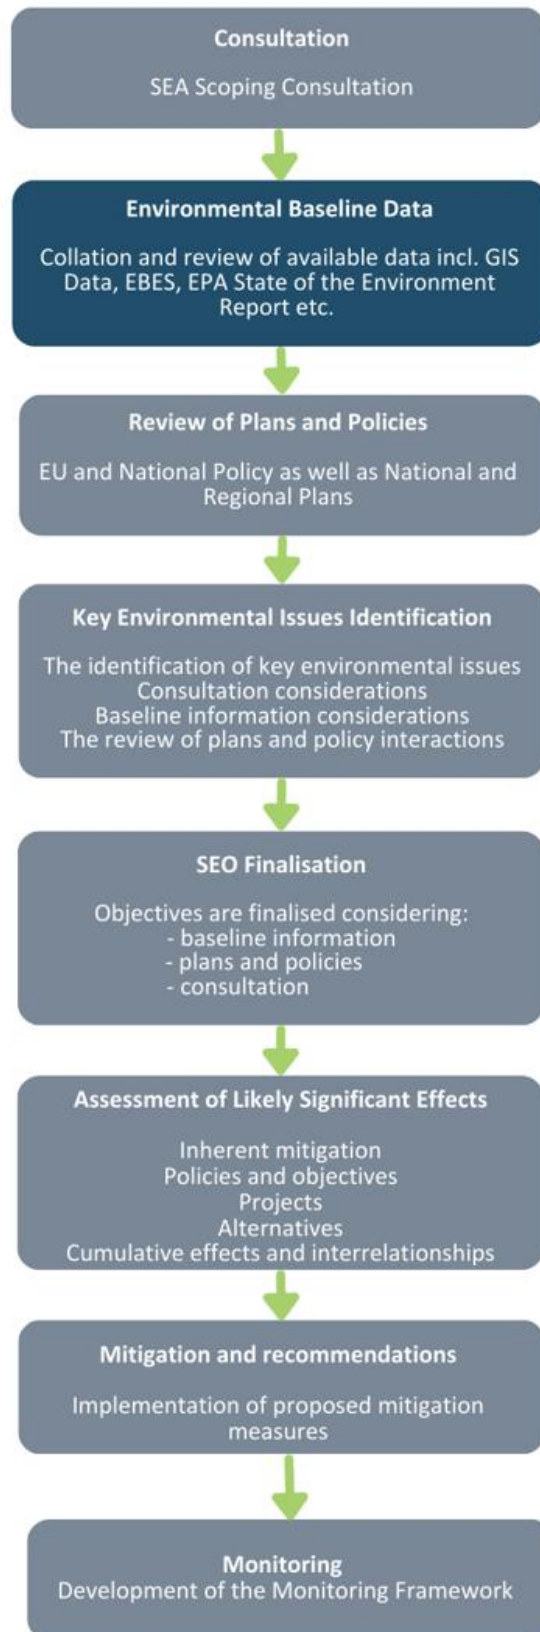 Consultation
SEA Scoping Consultation
Environmental Baseline Data
Collation and review of available data incl. GIS
Data, EBES, EPA State of the Environment
Report etc.
Review of Plans and Policies
EU and National Policy as well as National and
Regional Plans
Key Environmental Issues Identification
The identification of key environmental issues
Consultation considerations
Baseline information considerations
The review of plans and policy interactions
SEO Finalisation
Objectives are finalised considering:
- baseline information
- plans and policies
- consultation
Assessment of Likely Significant Effects
Inherent mitigation
Policies and objectives
Projects
Alternatives
Cumulative effects and interrelationships
Mitigation and recommendations
Implementation of proposed mitigation
measures
Monitoring
Development of the Monitoring Framework